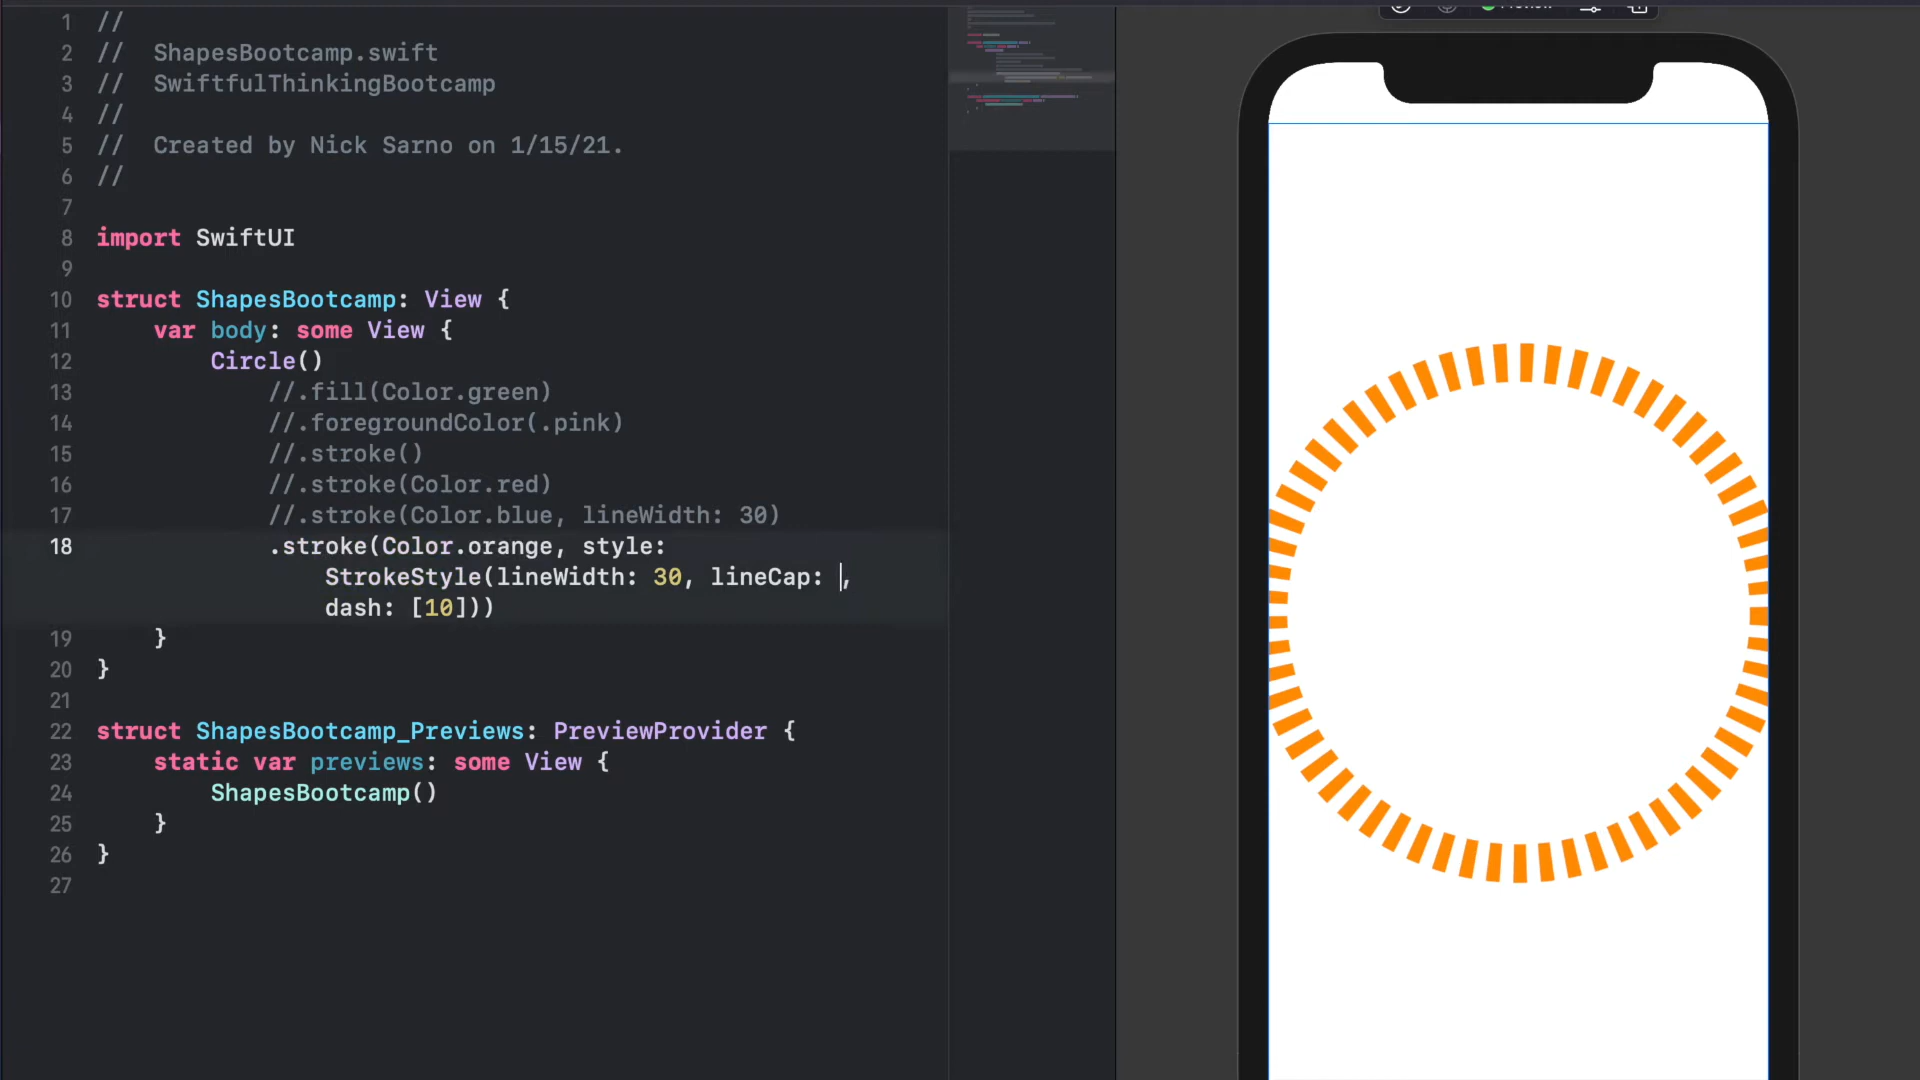 1 //
2 //  ShapesBootcamp.swift
3 //  SwiftfulThinkingBootcamp
4 //
5 //  Created by Nick Sarno on 1/15/21.
6 //
7
8 import SwiftUI
9
10 struct ShapesBootcamp: View {
11     var body: some View {
12         Circle()
13             //.fill(Color.green)
14             //.foregroundColor(.pink)
15             //.stroke()
16             //.stroke(Color.red)
17             //.stroke(Color.blue, lineWidth: 30)
18             .stroke(Color.orange, style:
                StrokeStyle(lineWidth: 30, lineCap: ,
                dash: [10]))
19     }
20 }
21
22 struct ShapesBootcamp_Previews: PreviewProvider {
23     static var previews: some View {
24         ShapesBootcamp()
25     }
26 }
27